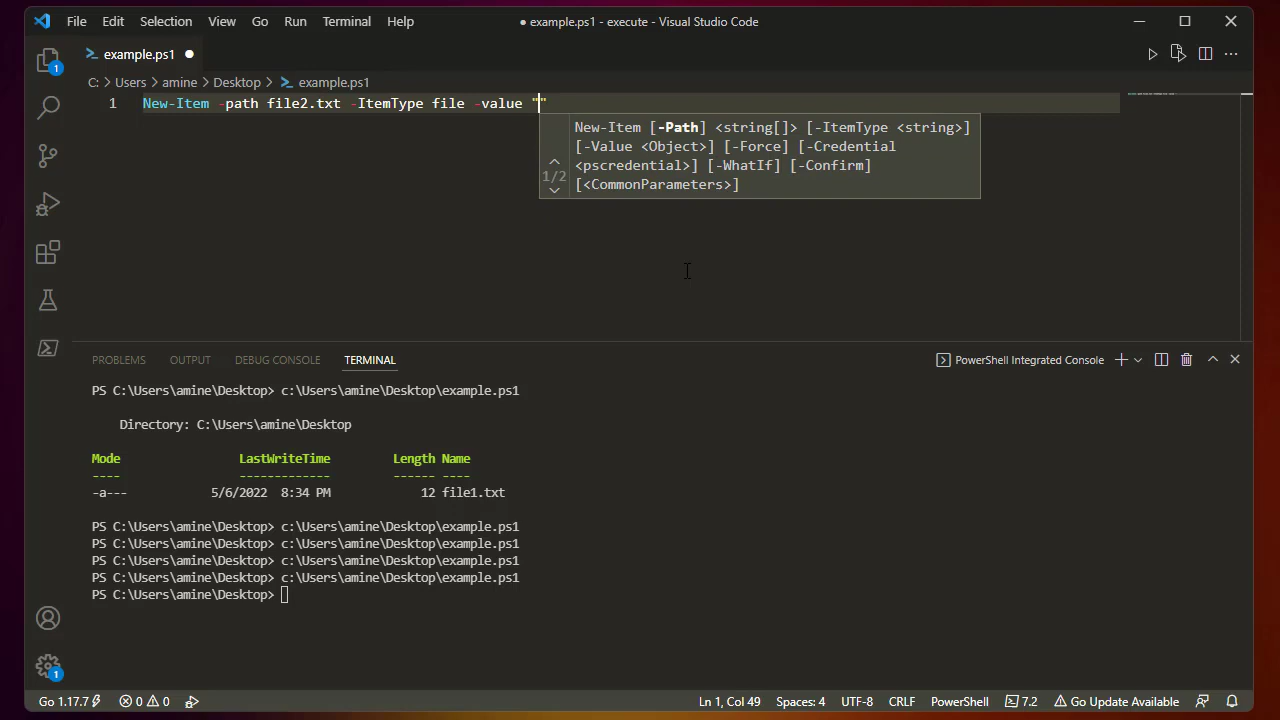 File Edit Selection View Go Run Terminal Help
● example.ps1 - execute - Visual Studio Code
example.ps1 ●
C: > Users > amine > Desktop > example.ps1
1 New-Item -path file2.txt -ItemType file -value ""
New-Item [-Path] <string[]> [-ItemType <string>]
[-Value <Object>] [-Force] [-Credential
1/2
<pscredential>] [-WhatIf] [-Confirm]
[<CommonParameters>]
PROBLEMS OUTPUT DEBUG CONSOLE TERMINAL
PowerShell Integrated Console
PS C:\Users\amine\Desktop> c:\Users\amine\Desktop\example.ps1
Directory: C:\Users\amine\Desktop
Mode LastWriteTime Length Name
---- ------------- ------ ----
-a--- 5/6/2022 8:34 PM 12 file1.txt
PS C:\Users\amine\Desktop> c:\Users\amine\Desktop\example.ps1
PS C:\Users\amine\Desktop> c:\Users\amine\Desktop\example.ps1
PS C:\Users\amine\Desktop> c:\Users\amine\Desktop\example.ps1
PS C:\Users\amine\Desktop> c:\Users\amine\Desktop\example.ps1
PS C:\Users\amine\Desktop>
1
1
Go 1.17.7 0 0 Ln 1, Col 49 Spaces: 4 UTF-8 CRLF PowerShell 7.2 Go Update Available